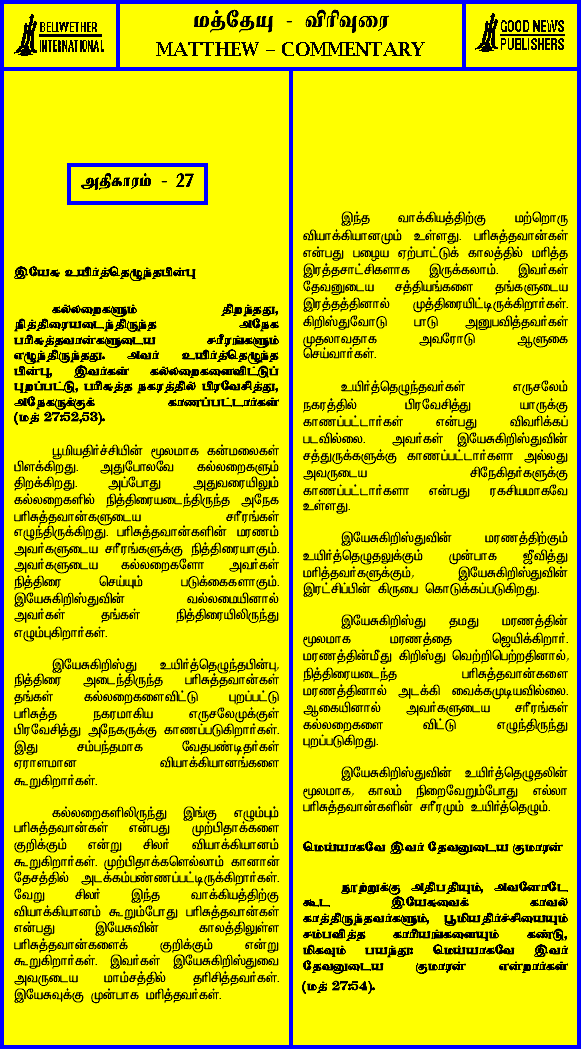 BELIWETHER
INTERNATIONAL
மத்தேயு - விரிவுரை
MATTHEW – COMMENTARY
GOOD NEWS
PUBLISHERS
அதிகாரம் - 27
இயேசு உயிர்த்தெழுந்தபின்பு
கல்லறைகளும் திறந்தது,
நித்திரையடைந்திருந்த அநேக
பரிசுத்தவான்களுடைய சரீரங்களும்
எழுந்திருந்தது. அவர் உயிர்த்தெழுந்த
பின்பு, இவர்கள் கல்லறைகளைவிட்டுப்
புறப்பட்டு, பரிசுத்த நகரத்தில் பிரவேசித்து,
அநேகருக்குக் காணப்பட்டார்கள்
(மத் 27:52,53).
பூமியதிர்ச்சியின் மூலமாக கன்மலைகள்
பிளக்கிறது. அதுபோலவே கல்லறைகளும்
திறக்கிறது. அப்போது அதுவரையிலும்
கல்லறைகளில் நித்திரையடைந்திருந்த அநேக
பரிசுத்தவான்களுடைய சரீரங்கள்
எழுந்திருக்கிறது. பரிசுத்தவான்களின் மரணம்
அவர்களுடைய சரீரங்களுக்கு நித்திரையாகும்.
அவர்களுடைய கல்லறைகளோ அவர்கள்
நித்திரை செய்யும் படுக்கைகளாகும்.
இயேசுகிறிஸ்துவின் வல்லமையினால்
அவர்கள் தங்கள் நித்திரையிலிருந்து
எழும்புகிறார்கள்.
இயேசுகிறிஸ்து உயிர்த்தெழுந்தபின்பு,
நித்திரை அடைந்திருந்த பரிசுத்தவான்கள்
தங்கள் கல்லறைகளைவிட்டு புறப்பட்டு
பரிசுத்த நகரமாகிய எருசலேமுக்குள்
பிரவேசித்து அநேகருக்கு காணப்படுகிறார்கள்.
இது சம்பந்தமாக வேதபண்டிதர்கள்
ஏராளமான வியாக்கியானங்களை
கூறுகிறார்கள்.
கல்லறைகளிலிருந்து இங்கு எழும்பும்
பரிசுத்தவான்கள் என்பது முற்பிதாக்களை
குறிக்கும் என்று சிலர் வியாக்கியானம்
கூறுகிறார்கள். முற்பிதாக்களெல்லாம் கானான்
தேசத்தில் அடக்கம்பண்ணப்பட்டிருக்கிறார்கள்.
வேறு சிலர் இந்த வாக்கியத்திற்கு
வியாக்கியானம் கூறும்போது பரிசுத்தவான்கள்
என்பது இயேசுவின் காலத்திலுள்ள
பரிசுத்தவான்களைக் குறிக்கும் என்று
கூறுகிறார்கள். இவர்கள் இயேசுகிறிஸ்துவை
அவருடைய மாம்சத்தில் தரிசித்தவர்கள்.
இயேசுவுக்கு முன்பாக மரித்தவர்கள்.
இந்த வாக்கியத்திற்கு மற்றொரு
வியாக்கியானமும் உள்ளது. பரிசுத்தவான்கள்
என்பது பழைய ஏற்பாட்டுக் காலத்தில் மரித்த
இரத்தசாட்சிகளாக இருக்கலாம். இவர்கள்
தேவனுடைய சத்தியங்களை தங்களுடைய
இரத்தத்தினால் முத்திரையிட்டிருக்கிறார்கள்.
கிறிஸ்துவோடு பாடு அனுபவித்தவர்கள்
முதலாவதாக அவரோடு ஆளுகை
செய்வார்கள்.
உயிர்த்தெழுந்தவர்கள் எருசலேம்
நகரத்தில் பிரவேசித்து யாருக்கு
காணப்பட்டார்கள் என்பது விவரிக்கப்
படவில்லை. அவர்கள் இயேசுகிறிஸ்துவின்
சத்துருக்களுக்கு காணப்பட்டார்களா அல்லது
அவருடைய சிநேகிதர்களுக்கு
காணப்பட்டார்களா என்பது ரகசியமாகவே
உள்ளது.
இயேசுகிறிஸ்துவின் மரணத்திற்கும்
உயிர்த்தெழுதலுக்கும் முன்பாக ஜீவித்து
மரித்தவர்களுக்கும், இயேசுகிறிஸ்துவின்
இரட்சிப்பின் கிருபை கொடுக்கப்படுகிறது.
இயேசுகிறிஸ்து தமது மரணத்தின்
மூலமாக மரணத்தை ஜெயிக்கிறார்.
மரணத்தின்மீது கிறிஸ்து வெற்றிபெற்றதினால்,
நித்திரையடைந்த பரிசுத்தவான்களை
மரணத்தினால் அடக்கி வைக்கமுடியவில்லை.
ஆகையினால் அவர்களுடைய சரீரங்கள்
கல்லறைகளை விட்டு எழுந்திருந்து
புறப்படுகிறது.
இயேசுகிறிஸ்துவின் உயிர்த்தெழுதலின்
மூலமாக, காலம் நிறைவேறும்போது எல்லா
பரிசுத்தவான்களின் சரீரமும் உயிர்த்தெழும்.
மெய்யாகவே இவர் தேவனுடைய குமாரன்
நூற்றுக்கு அதிபதியும், அவனோடே
கூட இயேசுவைக் காவல்
காத்திருந்தவர்களும், பூமியதிர்ச்சியையும்
சம்பவித்த காரியங்களையும் கண்டு,
மிகவும் பயந்து: மெய்யாகவே இவர்
தேவனுடைய குமாரன் என்றார்கள்
(மத் 27:54).